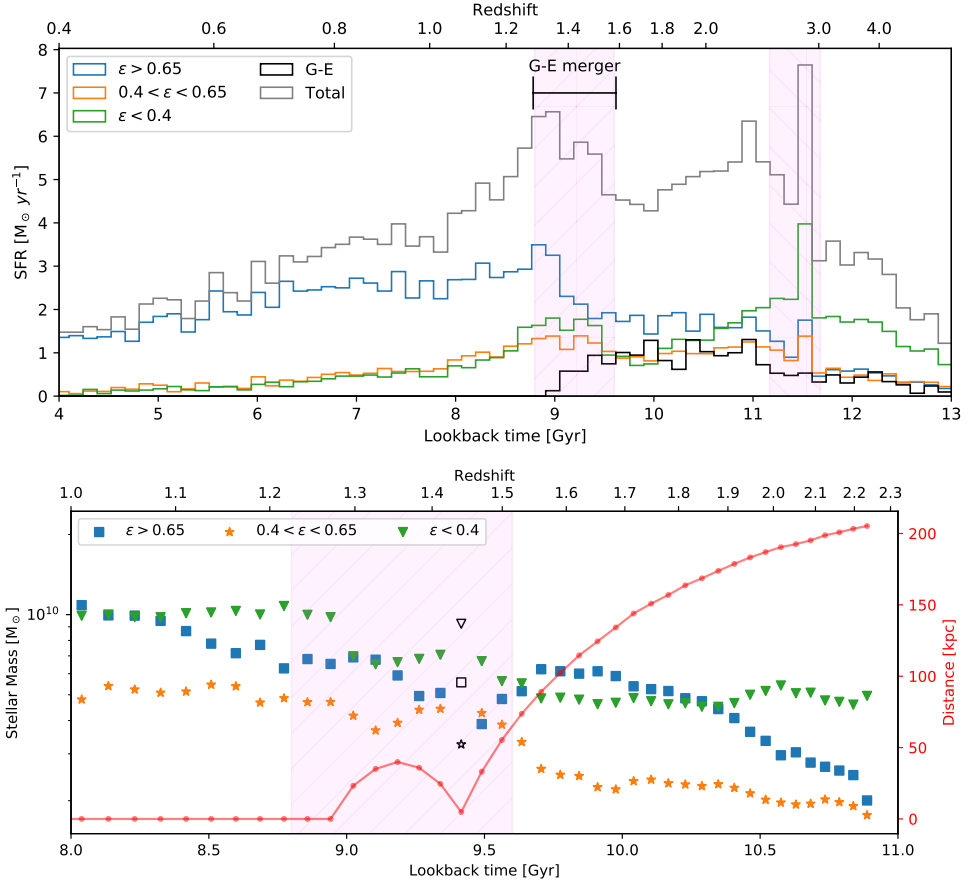 Redshift
0.4 0.6 0.8 1.0 1.2 1.4 1.6 1.8 2.0 3.0 4.0
ε > 0.65
0.4 < ε < 0.65
ε < 0.4
G-E
Total
G-E merger
SFR [M⊙ yr⁻¹]
8
7
6
5
4
3
2
1
0
4 5 6 7 8 9 10 11 12 13
Lookback time [Gyr]
Redshift
1.0 1.1 1.2 1.3 1.4 1.5 1.6 1.7 1.8 1.9 2.0 2.1 2.2 2.3
ε > 0.65 0.4 < ε < 0.65 ε < 0.4
Stellar Mass [M⊙]
10¹⁰
200
150
100
50
0
Distance [kpc]
8.0 8.5 9.0 9.5 10.0 10.5 11.0
Lookback time [Gyr]